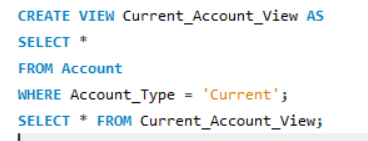 CREATE VIEW Current_Account_View AS
SELECT *
FROM Account
WHERE Account_Type = 'Current';
SELECT * FROM Current_Account_View;